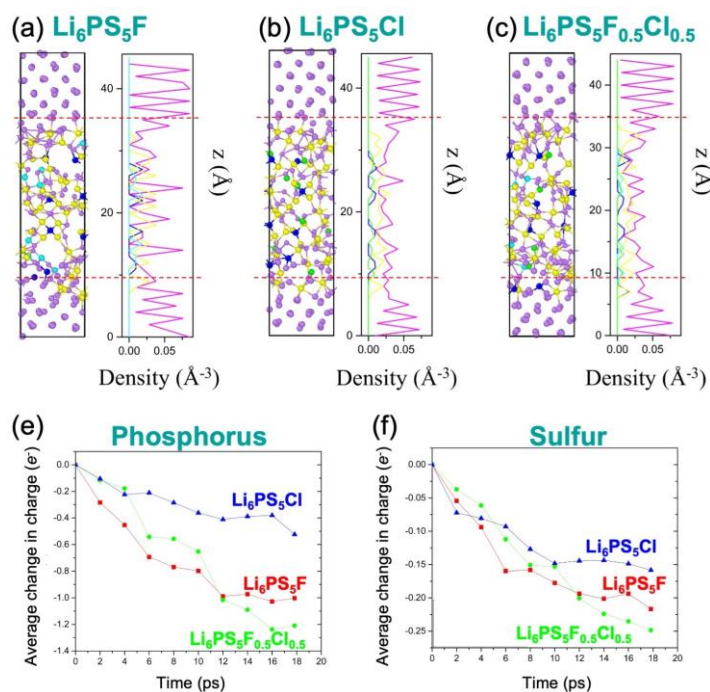 (a) Li₆PS₅F
(b) Li₆PS₅Cl
(c) Li₆PS₅F₀.₅Cl₀.₅
40
20
0
z (Å)
0.00 0.05
Density (Å⁻³)
40
20
0
z (Å)
0.00 0.05
Density (Å⁻³)
40
30
20
10
0
0.00 0.05
Density (Å⁻³)
(e) Phosphorus
Average change in charge (e⁻)
0.0
-0.2
-0.4
-0.6
-0.8
-1.0
-1.2
-1.4
Li₆PS₅Cl
Li₆PS₅F
Li₆PS₅F₀.₅Cl₀.₅
0 2 4 6 8 10 12 14 16 18 20
Time (ps)
(f) Sulfur
Average change in charge (e⁻)
0.00
-0.05
-0.10
-0.15
-0.20
-0.25
Li₆PS₅Cl
Li₆PS₅F
Li₆PS₅F₀.₅Cl₀.₅
0 2 4 6 8 10 12 14 16 18 20
Time (ps)